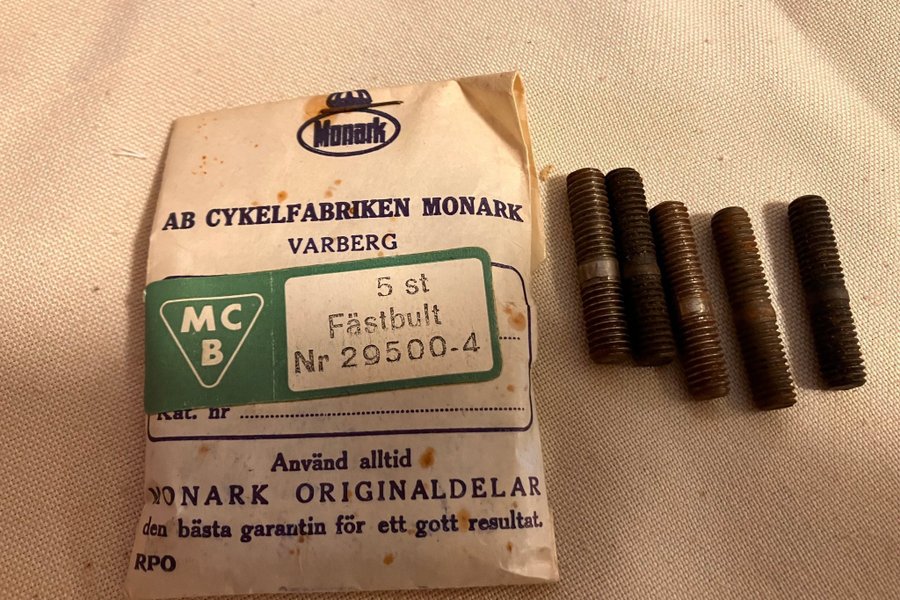 Monark
AB CYKELFABRIKEN MONARK
VARBERG
MCB
5 st
Fästbult
Nr 29500-4
Kat. nr
Använd alltid
MONARK ORIGINALDELAR
den bästa garantin för ett gott resultat.
RPO